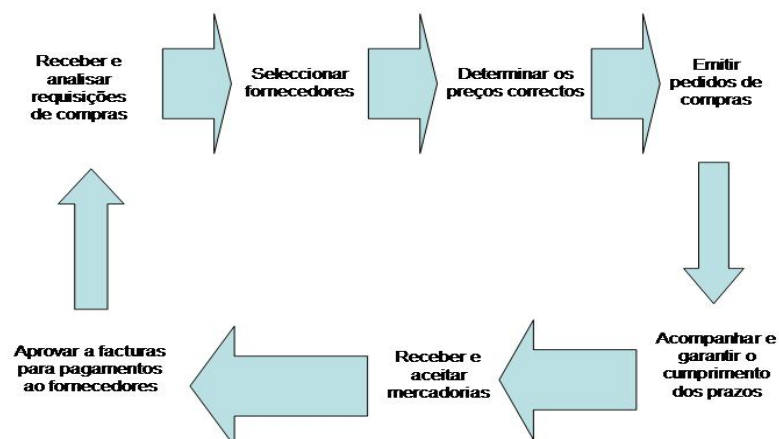 Receber e
analisar
requisições
de compras
Seleccionar
fornecedores
Determinar os
preços correctos
Emitir
pedidos de
compras
Acompanhar e
garantir o
cumprimento
dos prazos
Receber e
aceitar
mercadorias
Aprovar a facturas
para pagamentos
ao fornecedores